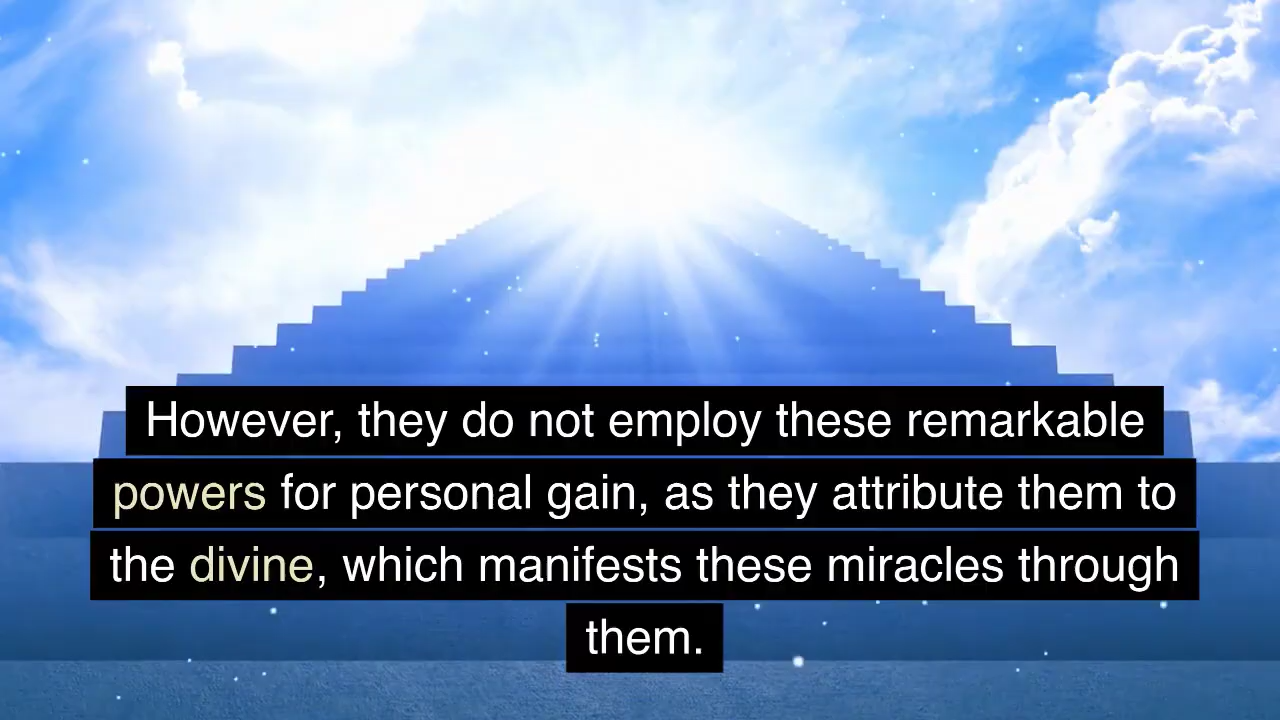 However, they do not employ these remarkable
powers for personal gain, as they attribute them to
the divine, which manifests these miracles through
them.